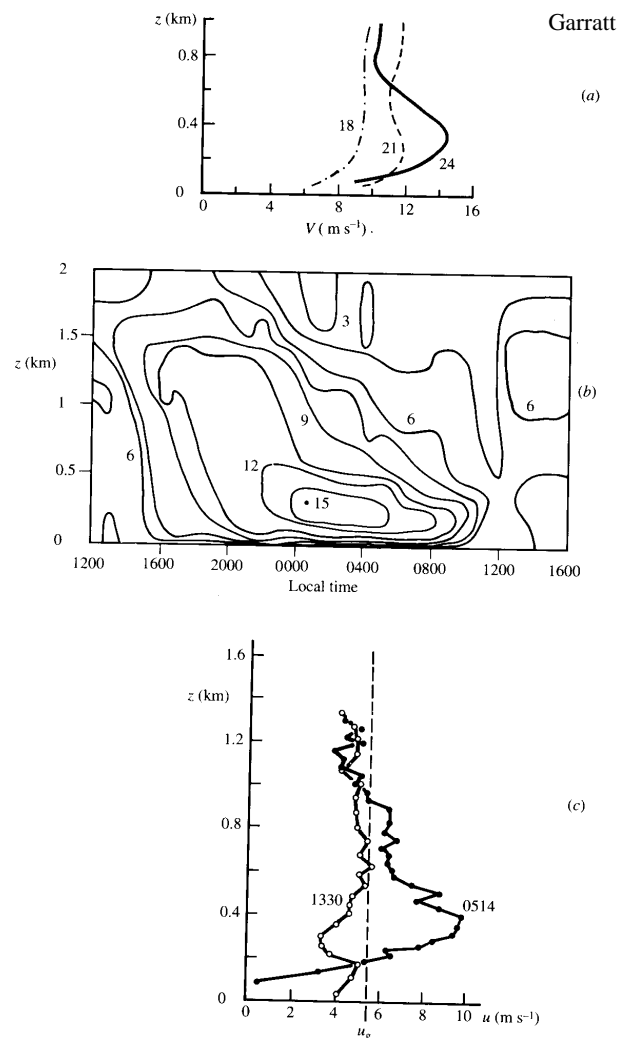 Garratt
z (km)
0.8
0.4
0
18
21
24
(a)
0 4 8 12 16
V ( m s⁻¹) .
2
1.5
z (km)
1
0.5
0
3
6
9
6
6
12
15
(b)
1200 1600 2000 0000 0400 0800 1200 1600
Local time
1.6
z (km)
1.2
0.8
0.4
0
(c)
1330
0514
0 2 4 6 8 10 u (m s⁻¹)
u_g